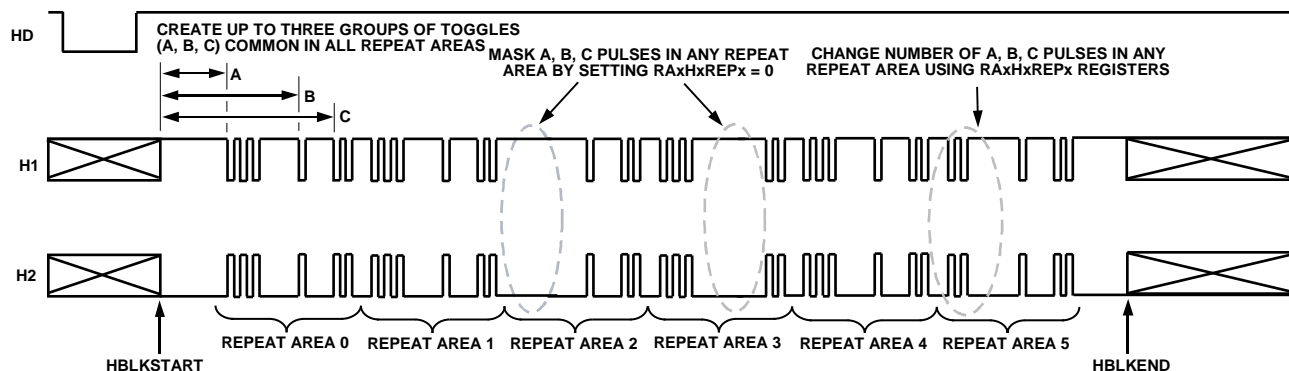 HD
CREATE UP TO THREE GROUPS OF TOGGLES
(A, B, C) COMMON IN ALL REPEAT AREAS
MASK A, B, C PULSES IN ANY REPEAT
AREA BY SETTING RAxHxREPx = 0
CHANGE NUMBER OF A, B, C PULSES IN ANY
REPEAT AREA USING RAxHxREPx REGISTERS
A
B
C
H1
H2
REPEAT AREA 0
REPEAT AREA 1
REPEAT AREA 2
REPEAT AREA 3
REPEAT AREA 4
REPEAT AREA 5
HBLKSTART
HBLKEND